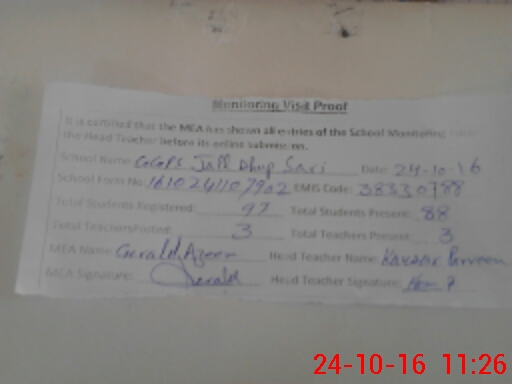 Monitoring Visit Proof
It is certified that the MEA has shown all entries of the School Monitoring
the Head Teacher before its online submission.
School Name GGCPS Jall Dhup Sari Date: 24-10-16
School Form No. 1610241107902 EMIS Code: 38330788
Total Students Registered: 97 Total Students Present: 88
Total Teachers Posted: 3 Total Teachers Present: 3
MEA Name: Gerald Azeem Head Teacher Name: Kausar Parveen
MEA Signature: Gerald Head Teacher Signature:
24-10-16 11:26